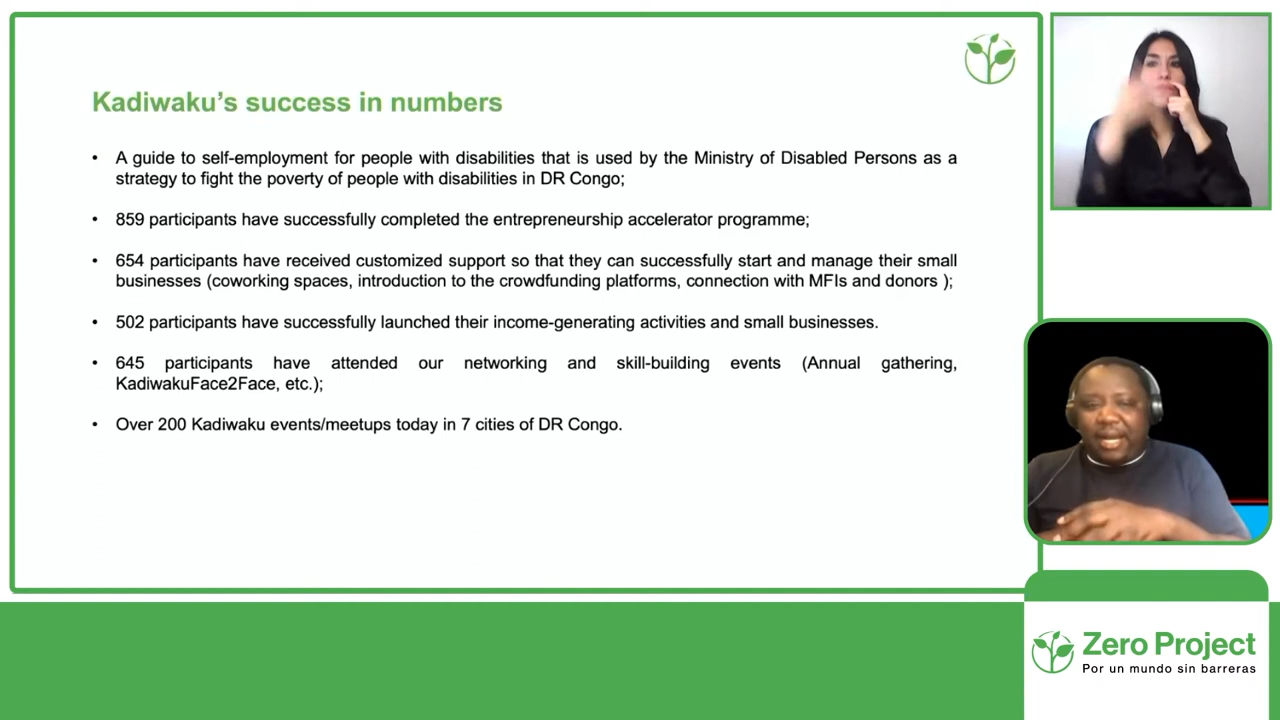 Kadiwaku’s success in numbers
• A guide to self-employment for people with disabilities that is used by the Ministry of Disabled Persons as a
strategy to fight the poverty of people with disabilities in DR Congo;
• 859 participants have successfully completed the entrepreneurship accelerator programme;
• 654 participants have received customized support so that they can successfully start and manage their small
businesses (coworking spaces, introduction to the crowdfunding platforms, connection with MFIs and donors );
• 502 participants have successfully launched their income-generating activities and small businesses.
• 645 participants have attended our networking and skill-building events (Annual gathering,
KadiwakuFace2Face, etc.);
• Over 200 Kadiwaku events/meetups today in 7 cities of DR Congo.
Zero Project
Por un mundo sin barreras